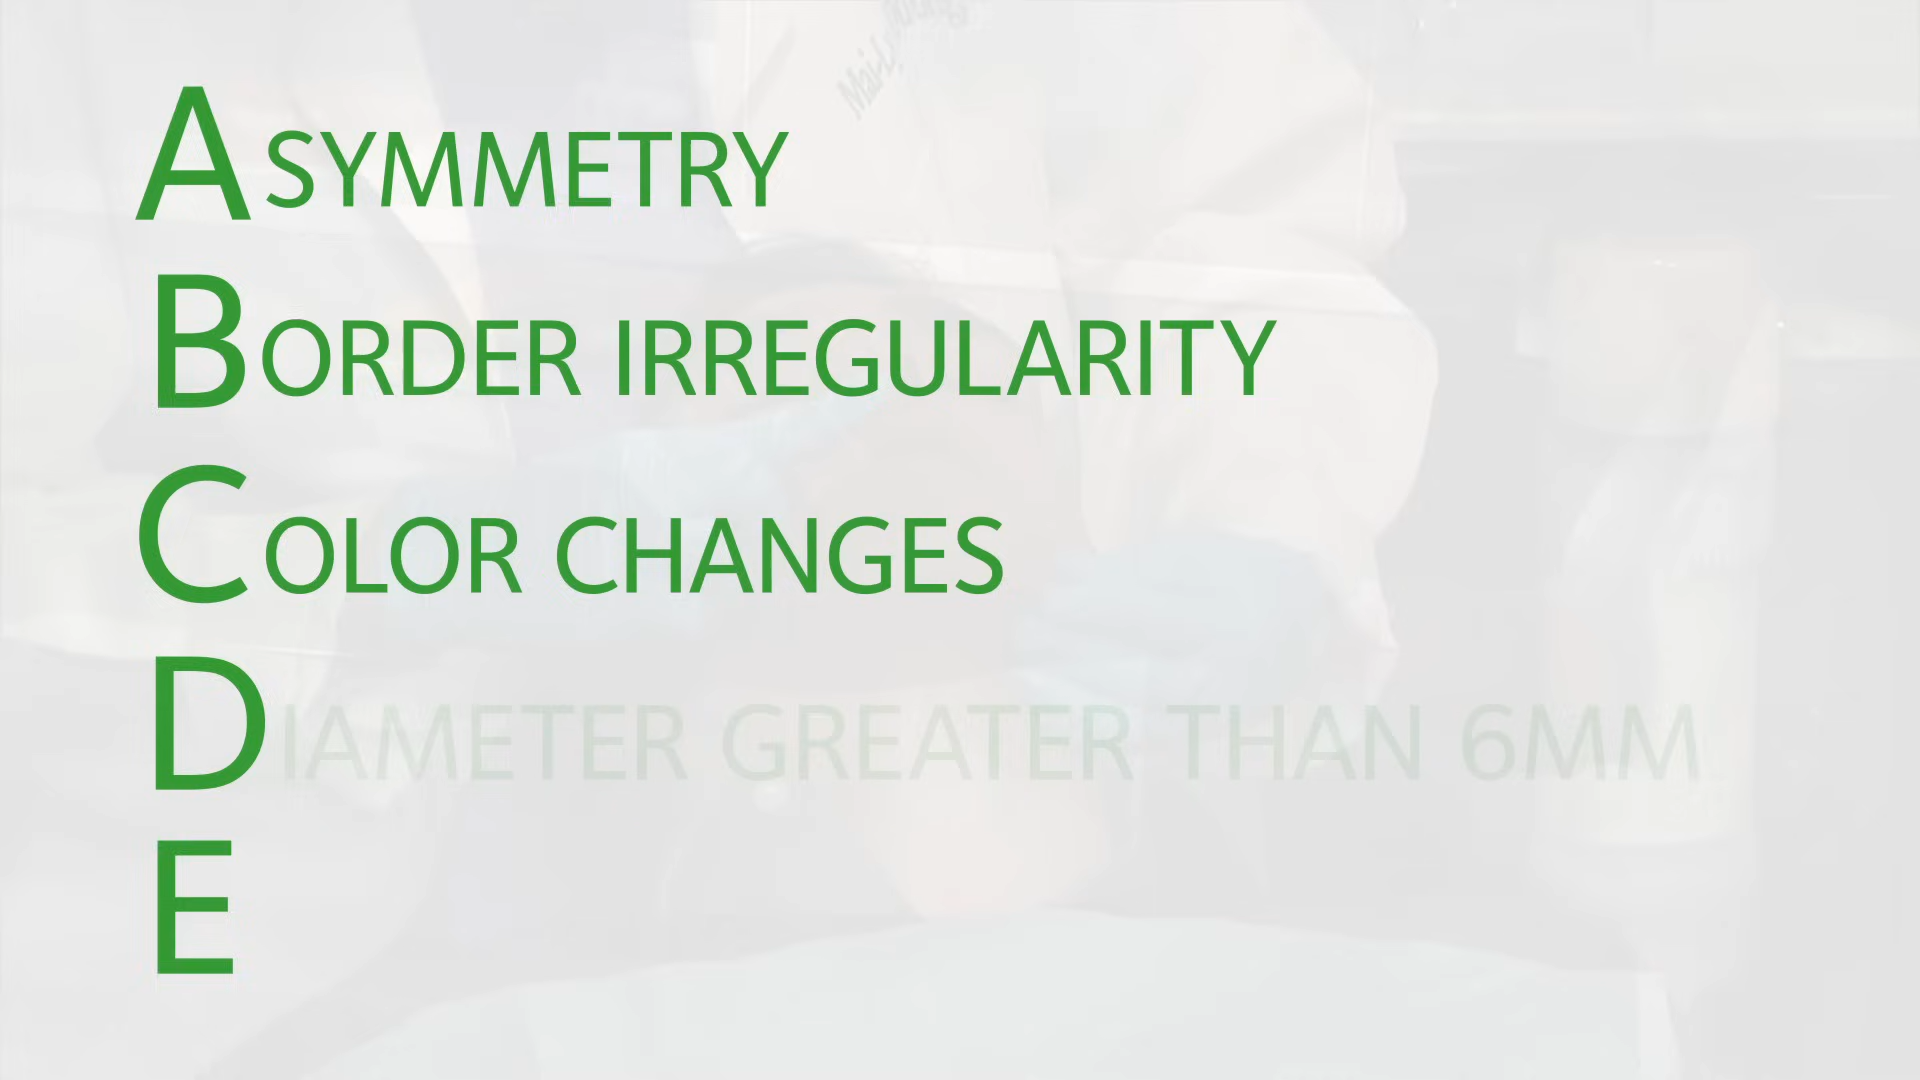 ASYMMETRY
BORDER IRREGULARITY
COLOR CHANGES
DIAMETER GREATER THAN 6MM
E